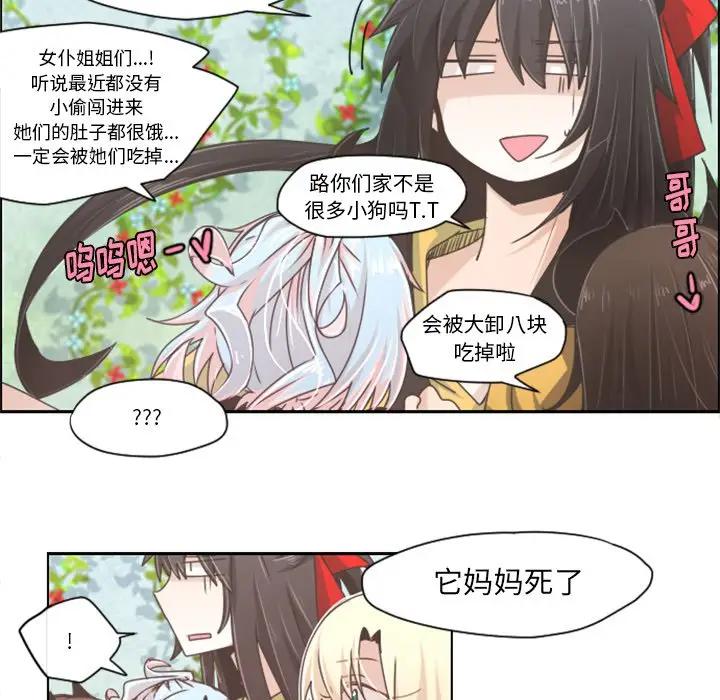 女仆姐姐们...!
听说最近都没有
小偷闯进来
她们的肚子都很饿...
一定会被她们吃掉...
路你们家不是
很多小狗吗T.T
哥哥
呜呜嗯~
会被大卸八块
吃掉啦
???
它妈妈死了
!